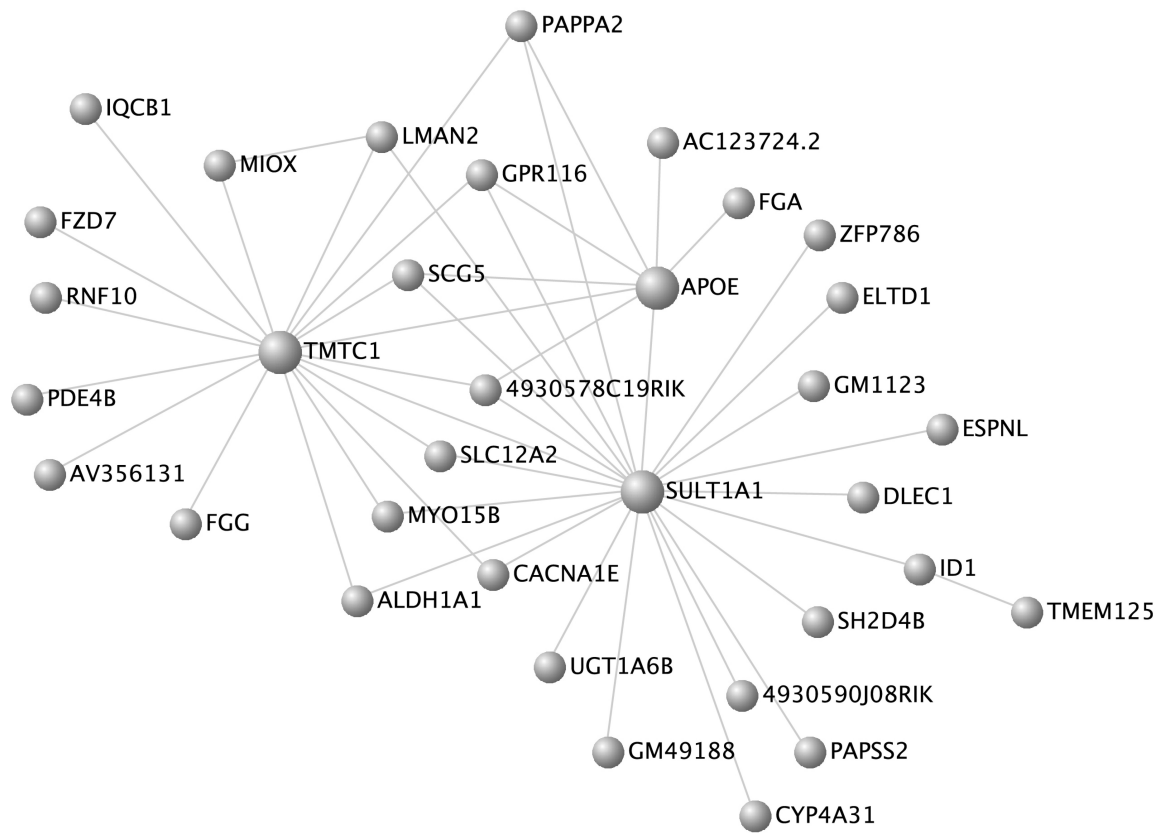 PAPPA2
IQCB1
LMAN2
AC123724.2
MIOX
GPR116
FGA
FZD7
ZFP786
SCG5
APOE
RNF10
ELTD1
TMTC1
4930578C19RIK
GM1123
PDE4B
ESPNL
SLC12A2
AV356131
SULT1A1
DLEC1
MYO15B
FGG
ID1
CACNA1E
ALDH1A1
TMEM125
SH2D4B
UGT1A6B
4930590J08RIK
GM49188
PAPSS2
CYP4A31